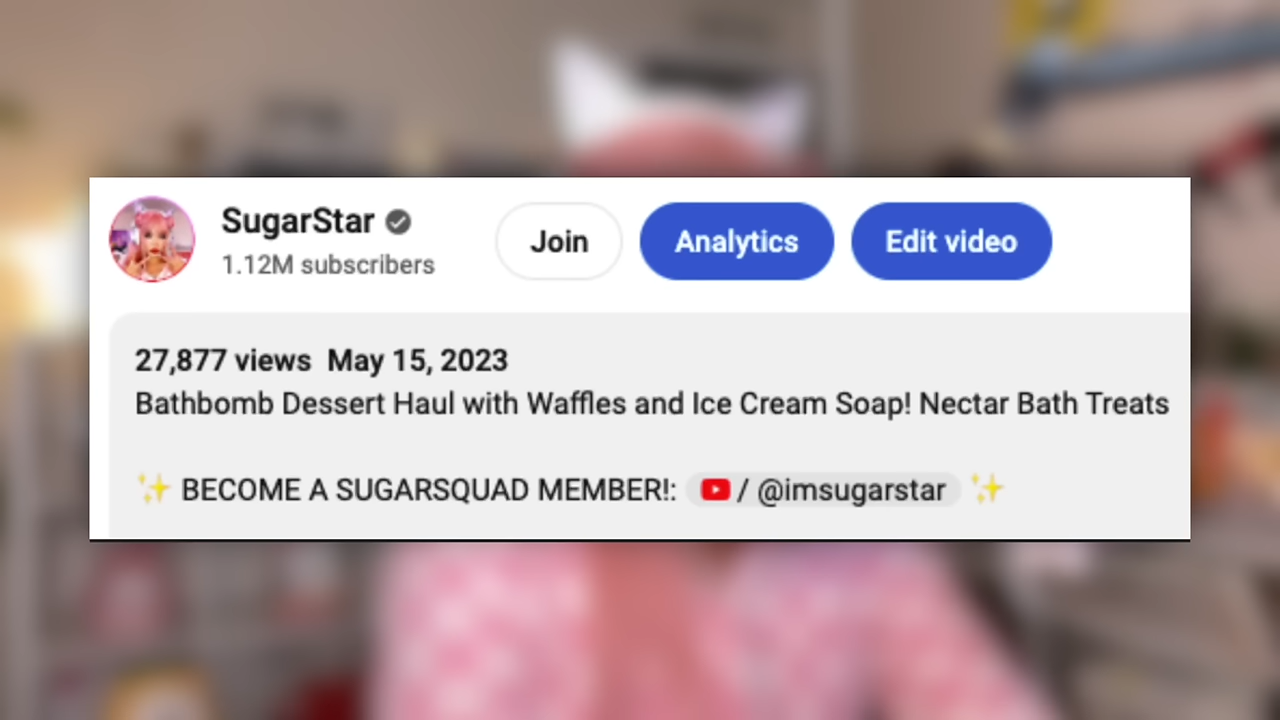 SugarStar
1.12M subscribers
Join
Analytics
Edit video
27,877 views May 15, 2023
Bathbomb Dessert Haul with Waffles and Ice Cream Soap! Nectar Bath Treats
✨ BECOME A SUGARSQUAD MEMBER!: / @imsugarstar ✨